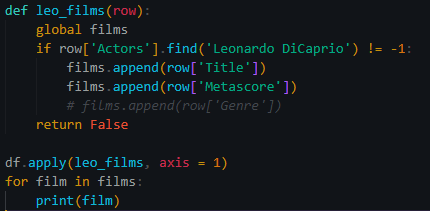 def leo_films(row):
    global films
    if row['Actors'].find('Leonardo DiCaprio') != -1:
        films.append(row['Title'])
        films.append(row['Metascore'])
        # films.append(row['Genre'])
    return False

df.apply(leo_films, axis = 1)
for film in films:
    print(film)